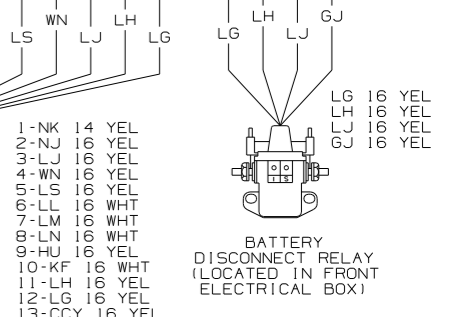 LS WN LJ LH LG
LG LH LJ GJ
LG 16 YEL
LH 16 YEL
LJ 16 YEL
GJ 16 YEL
1-NK 14 YEL
2-NJ 16 YEL
3-LJ 16 YEL
4-WN 16 YEL
5-LS 16 YEL
6-LL 16 WHT
7-LM 16 WHT
8-LN 16 WHT
9-HU 16 YEL
10-KF 16 WHT
11-LH 16 YEL
12-LG 16 YEL
13-CCY 16 YEL
I S
BATTERY
DISCONNECT RELAY
(LOCATED IN FRONT
ELECTRICAL BOX)